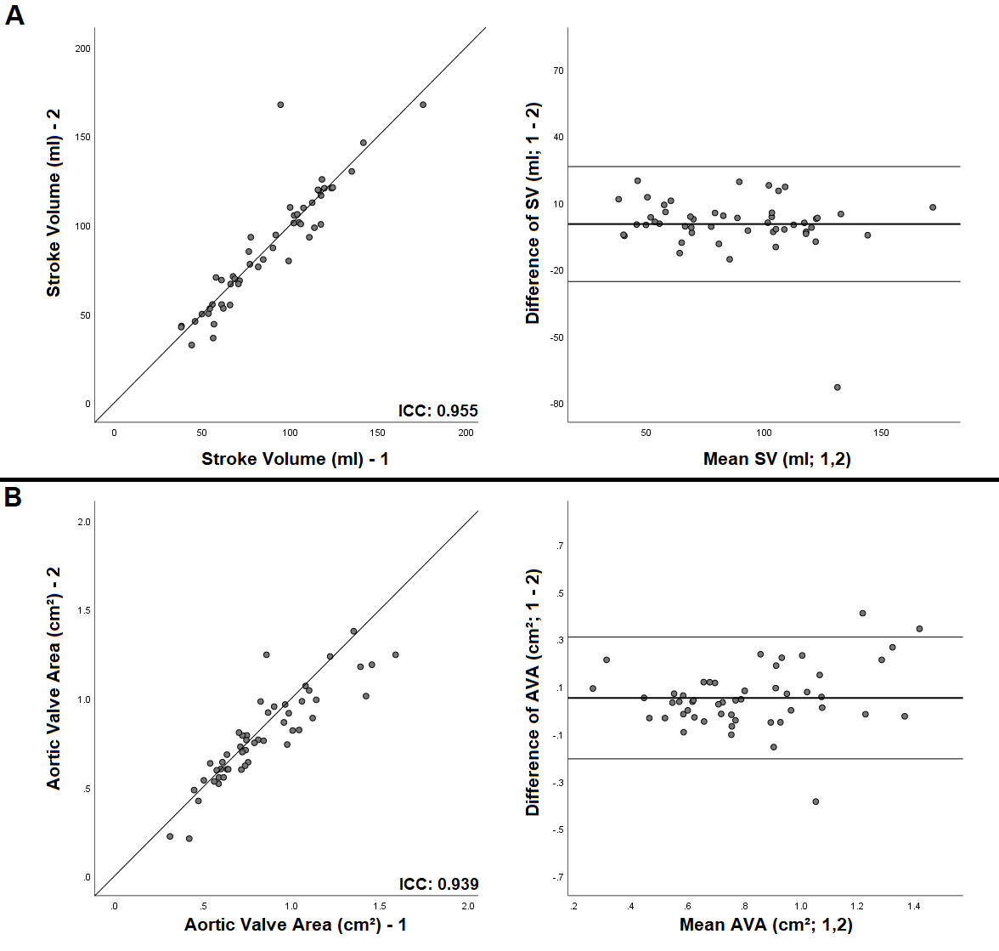 A
Stroke Volume (ml) - 2
200
150
100
50
0
ICC: 0.955
0 50 100 150 200
Stroke Volume (ml) - 1
Difference of SV (ml; 1 - 2)
70
40
10
-20
-50
-80
50 100 150
Mean SV (ml; 1,2)
B
Aortic Valve Area (cm²) - 2
2.0
1.5
1.0
.5
.0
ICC: 0.939
.0 .5 1.0 1.5 2.0
Aortic Valve Area (cm²) - 1
Difference of AVA (cm²; 1 - 2)
.7
.5
.3
.1
-.1
-.3
-.5
-.7
.2 .4 .6 .8 1.0 1.2 1.4
Mean AVA (cm²; 1,2)